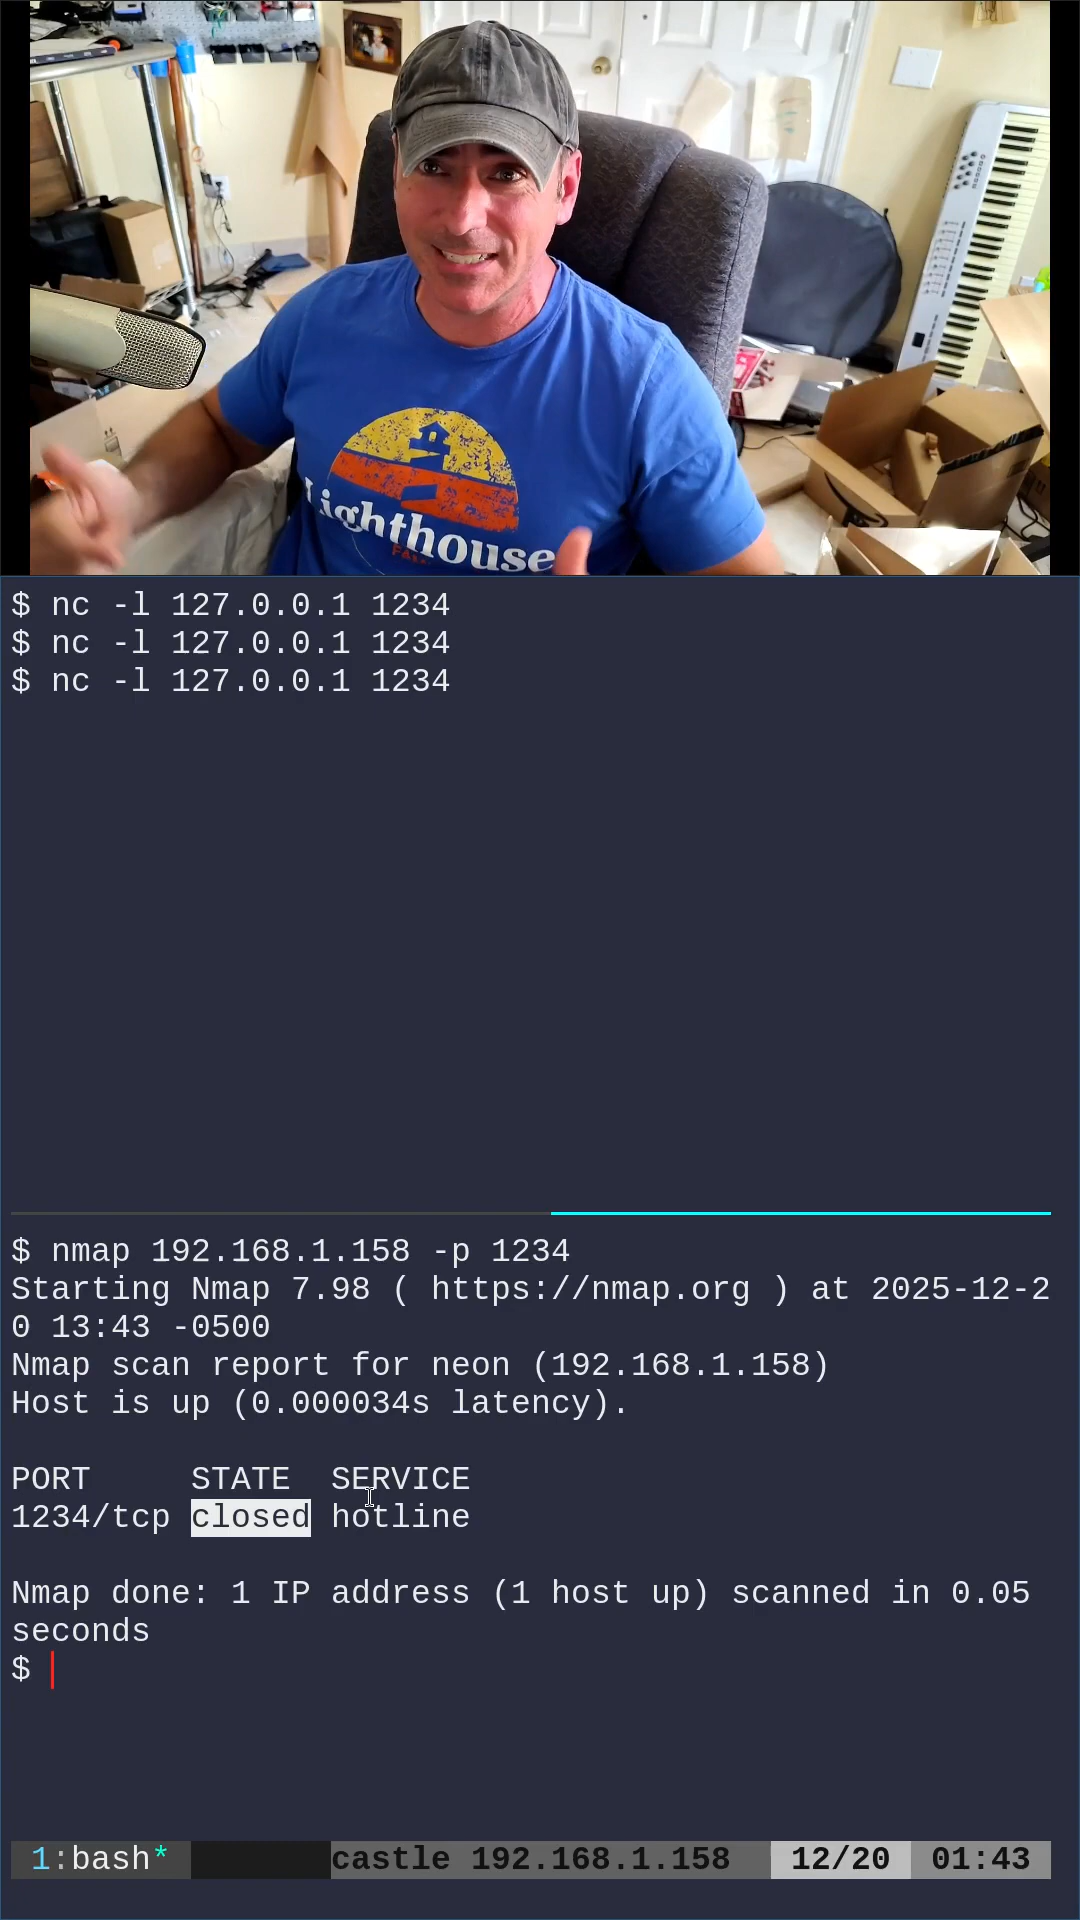 Lighthouse
$ nc -l 127.0.0.1 1234
$ nc -l 127.0.0.1 1234
$ nc -l 127.0.0.1 1234
$ nmap 192.168.1.158 -p 1234
Starting Nmap 7.98 ( https://nmap.org ) at 2025-12-2
0 13:43 -0500
Nmap scan report for neon (192.168.1.158)
Host is up (0.000034s latency).
PORT     STATE  SERVICE
1234/tcp closed hotline
Nmap done: 1 IP address (1 host up) scanned in 0.05
seconds
$
1:bash* castle 192.168.1.158 12/20 01:43